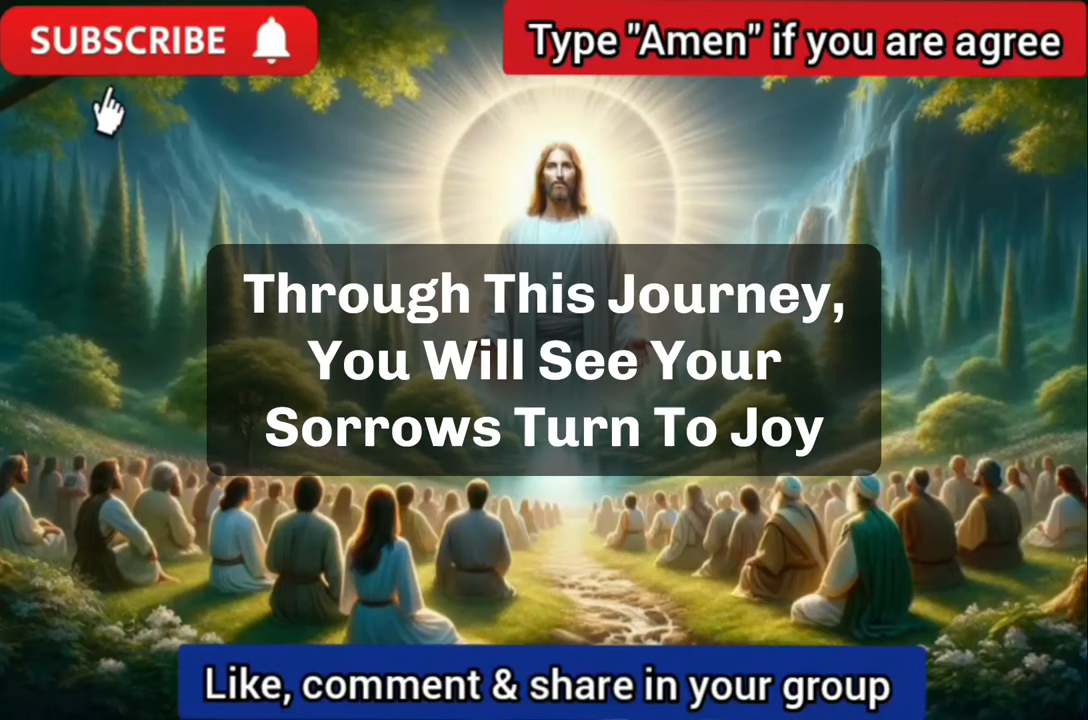 SUBSCRIBE
Type "Amen" if you are agree
Through This Journey,
You Will See Your
Sorrows Turn To Joy
Like, comment & share in your group